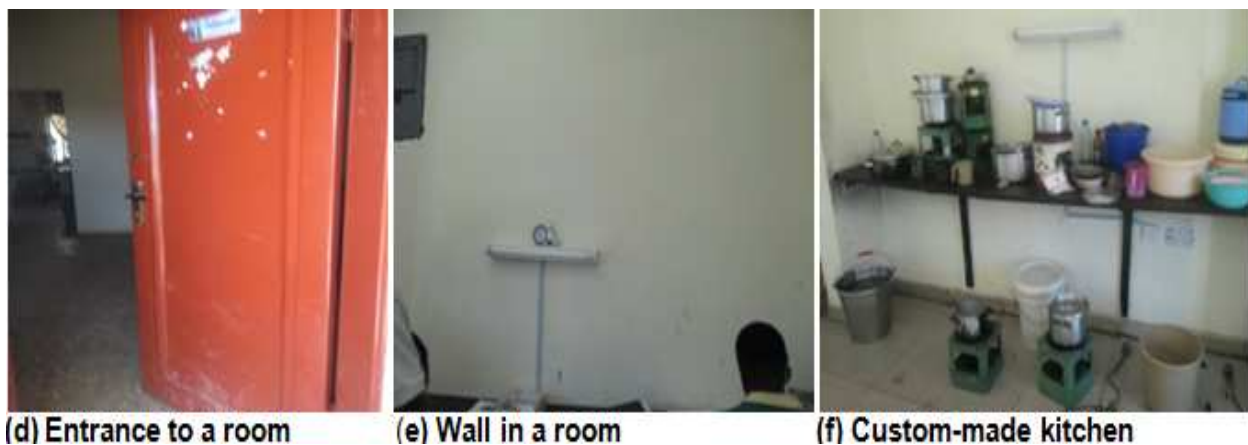 (d) Entrance to a room
(e) Wall in a room
(f) Custom-made kitchen